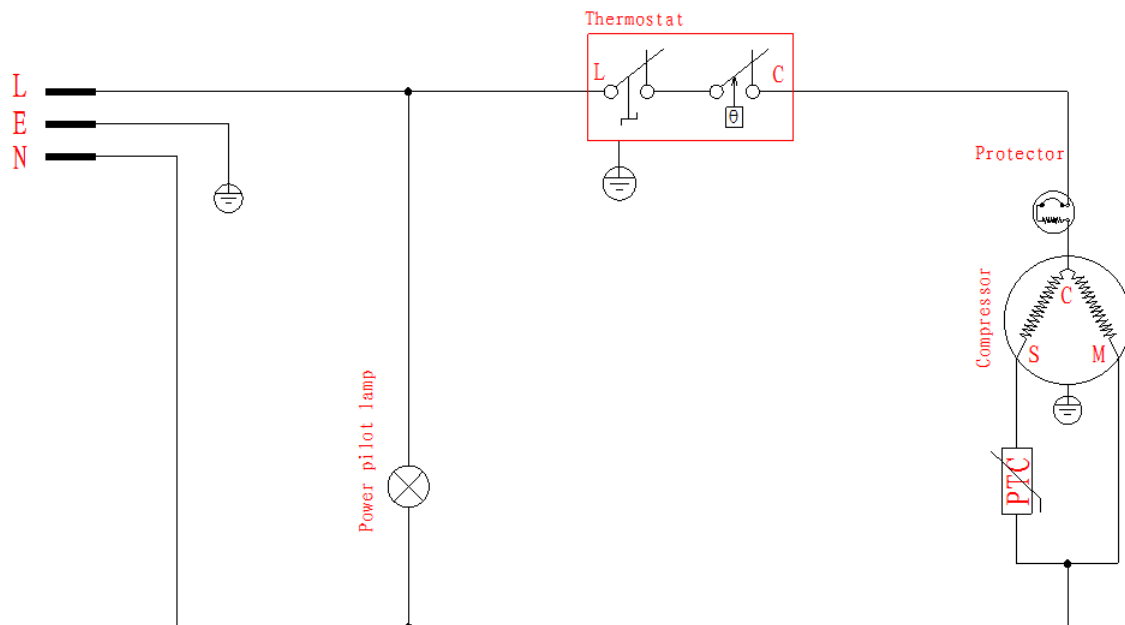 Thermostat
L
C
θ
L
E
N
Protector
Compressor
C
S
M
Power pilot lamp
PTC